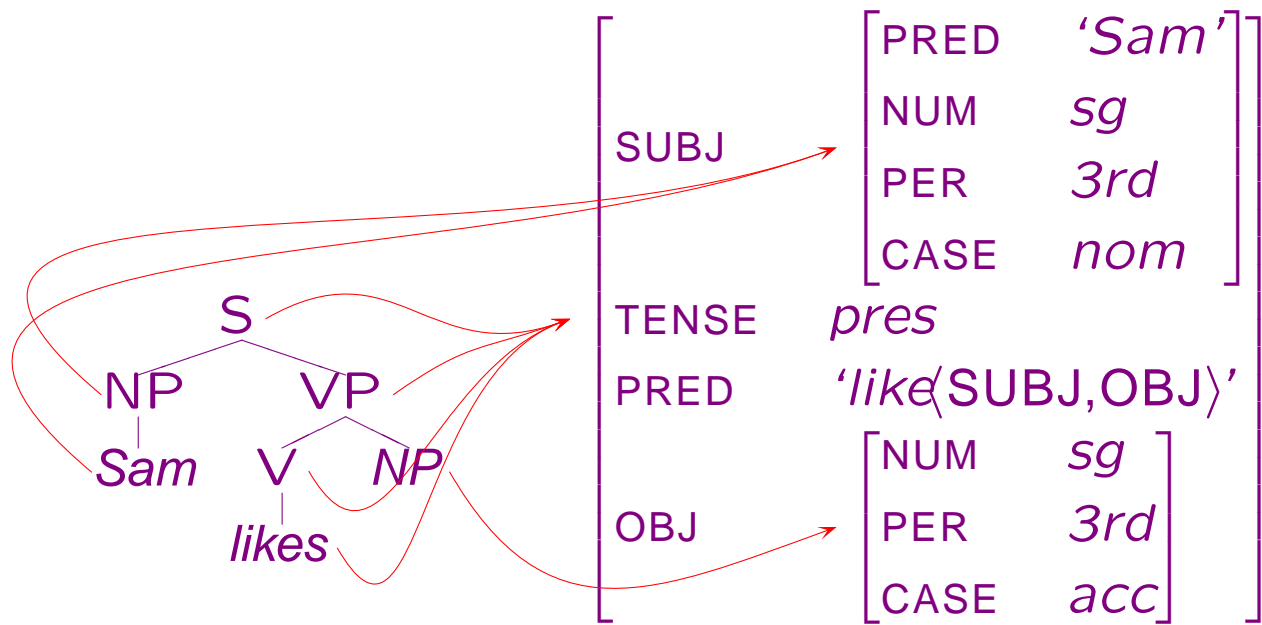 PRED ‘Sam’
NUM sg
SUBJ
PER 3rd
CASE nom
S TENSE pres
NP VP PRED ‘like⟨SUBJ,OBJ⟩’
Sam V NP NUM sg
likes OBJ PER 3rd
CASE acc